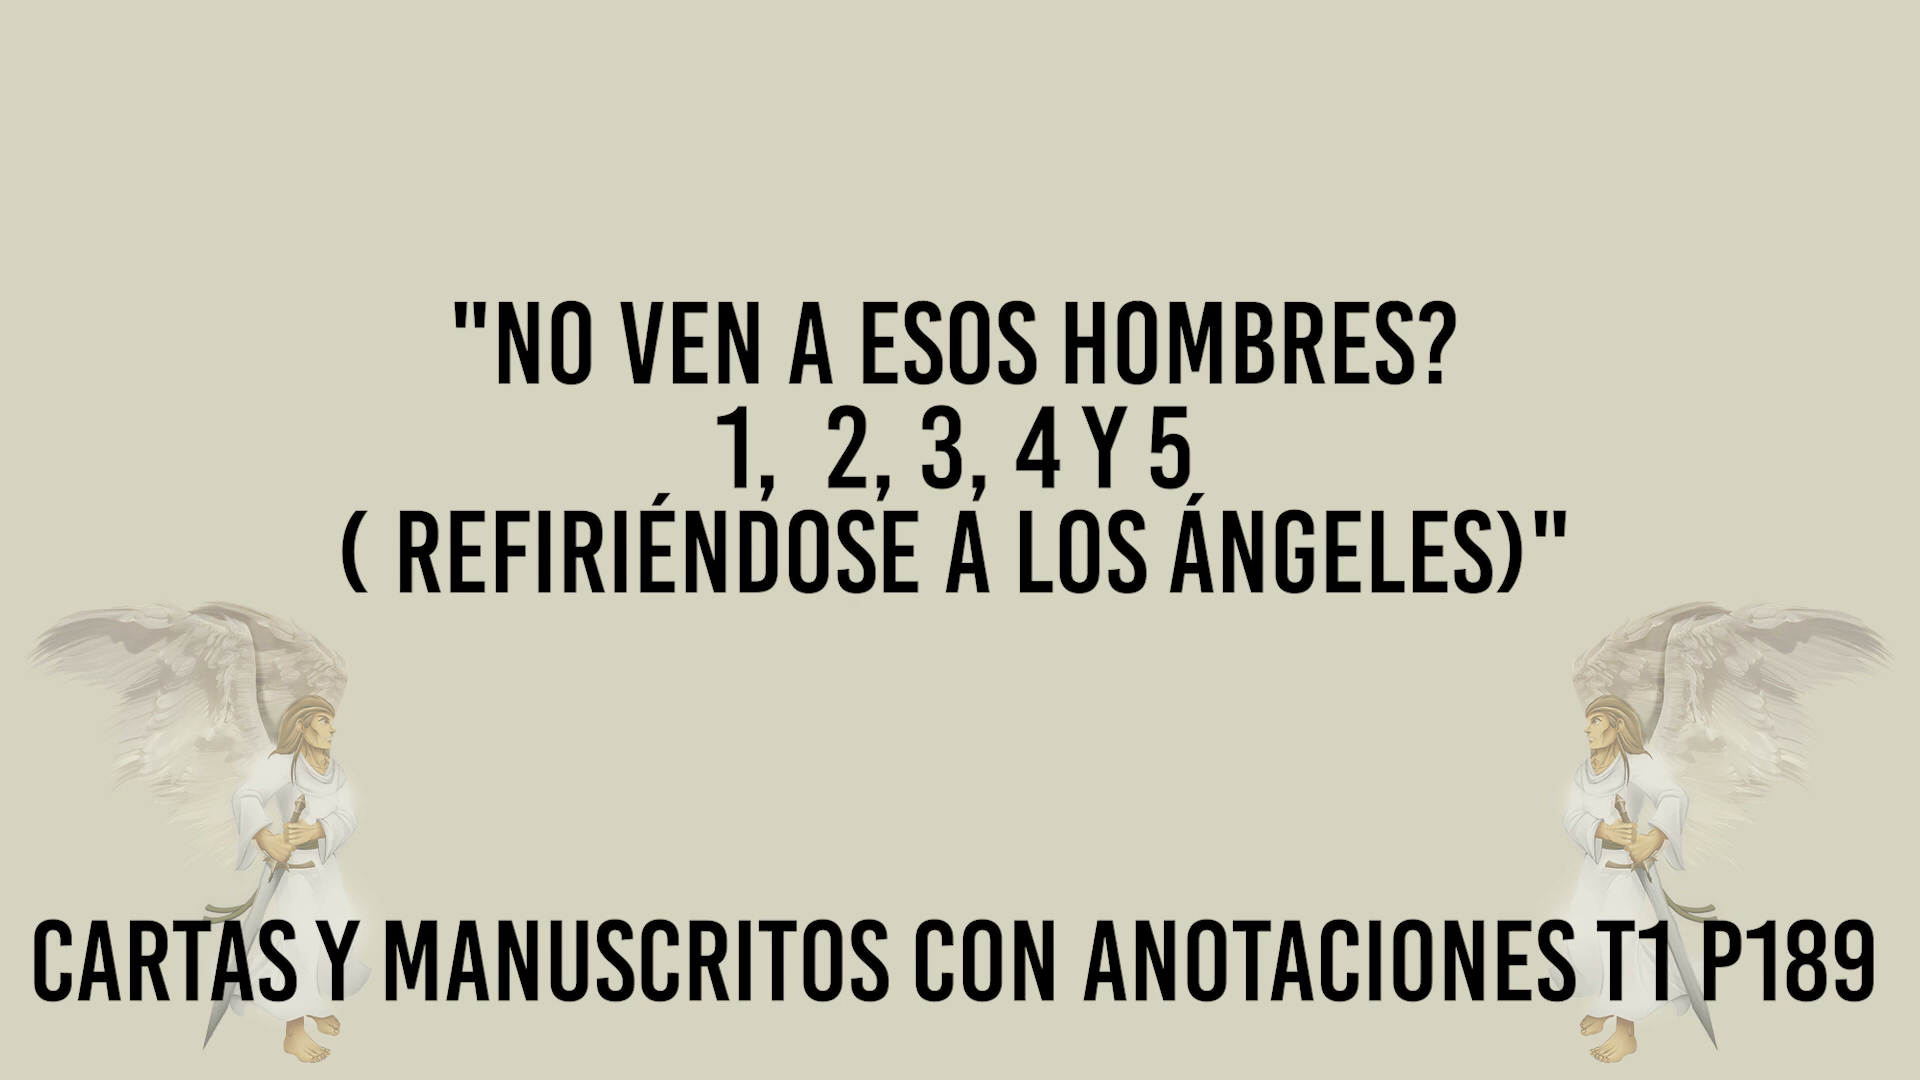 "NO VEN A ESOS HOMBRES?
1, 2, 3, 4 Y 5
( REFIRIÉNDOSE A LOS ÁNGELES)"
CARTAS Y MANUSCRITOS CON ANOTACIONES T1 P189